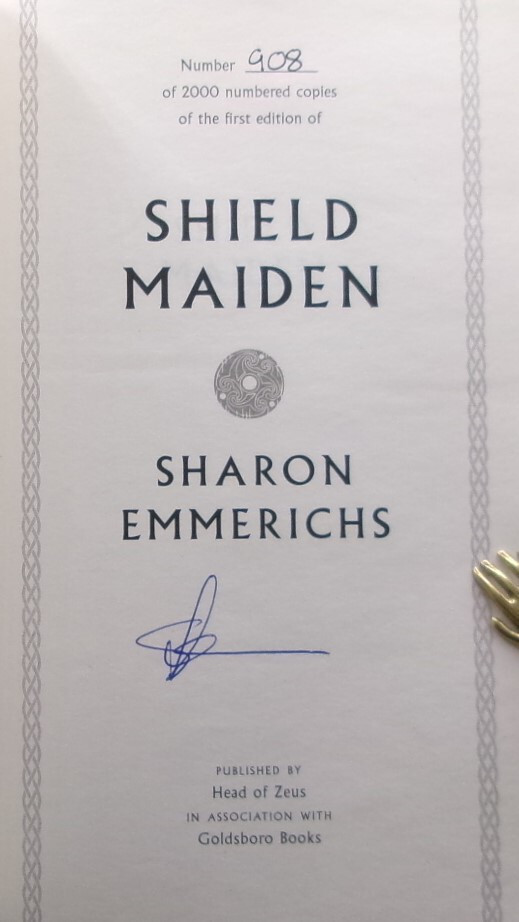 Number 908
of 2000 numbered copies
of the first edition of
SHIELD
MAIDEN
SHARON
EMMERICHS
PUBLISHED BY
Head of Zeus
IN ASSOCIATION WITH
Goldsboro Books